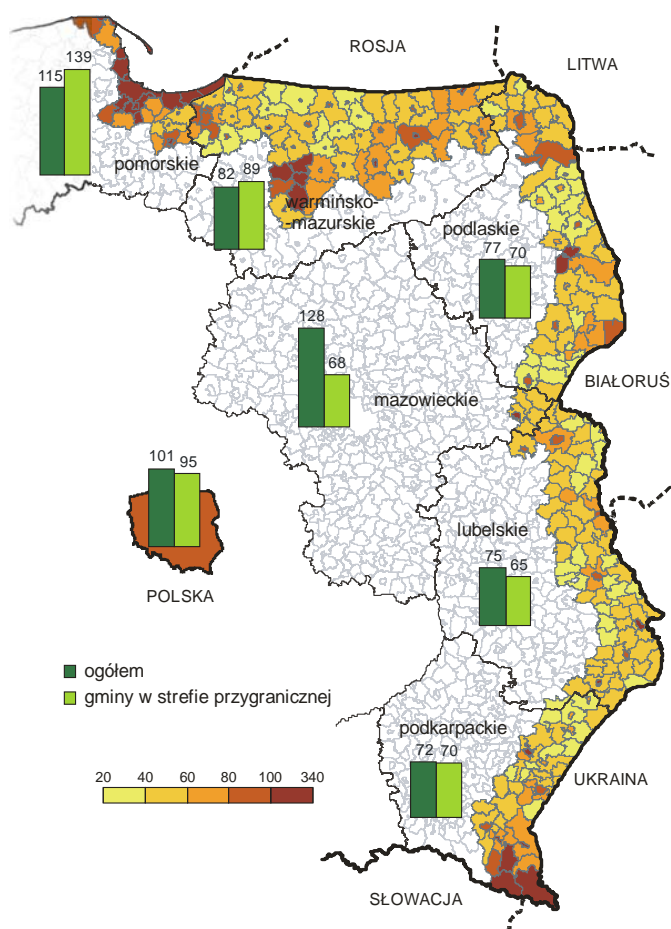 ROSJA
LITWA
139
115
pomorskie
82 89
warmińsko-
-mazurskie
podlaskie
77 70
128
68
mazowieckie
BIAŁORUŚ
101 95
POLSKA
lubelskie
75 65
ogółem
gminy w strefie przygranicznej
podkarpackie
72 70
20 40 60 80 100 340
UKRAINA
SŁOWACJA